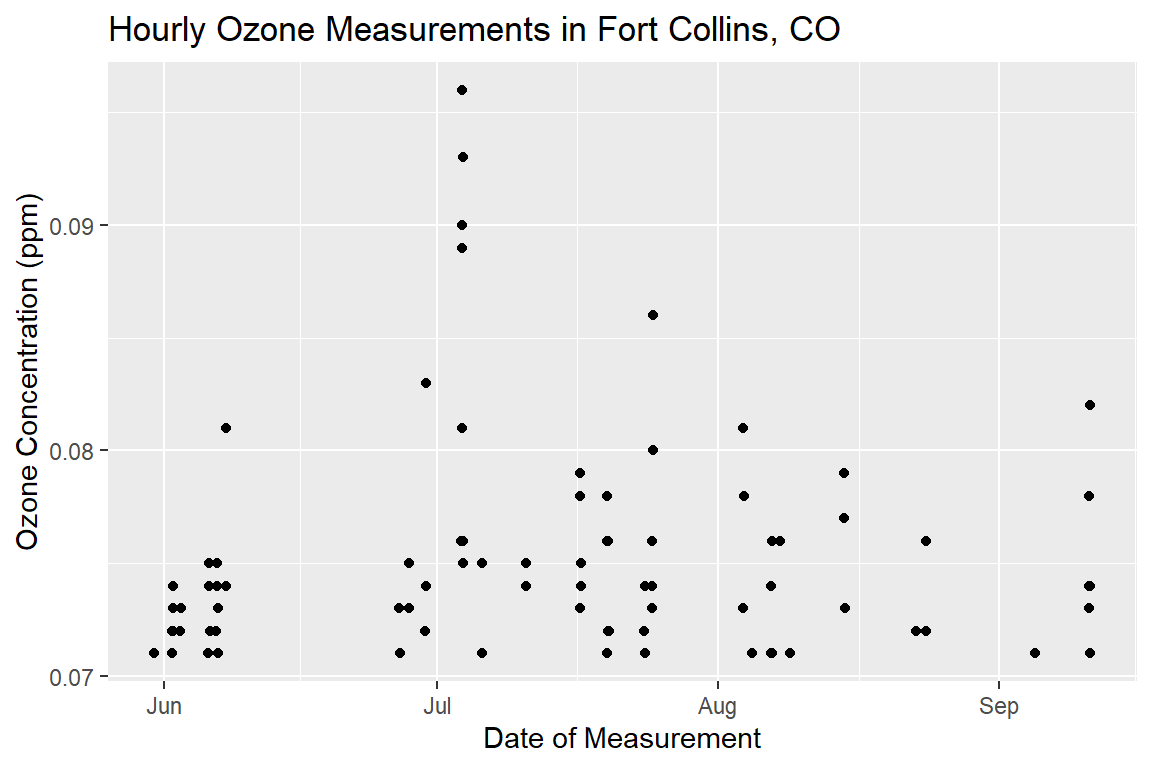 Hourly Ozone Measurements in Fort Collins, CO
Ozone Concentration (ppm)
0.09
0.08
0.07
Jun Jul Aug Sep
Date of Measurement